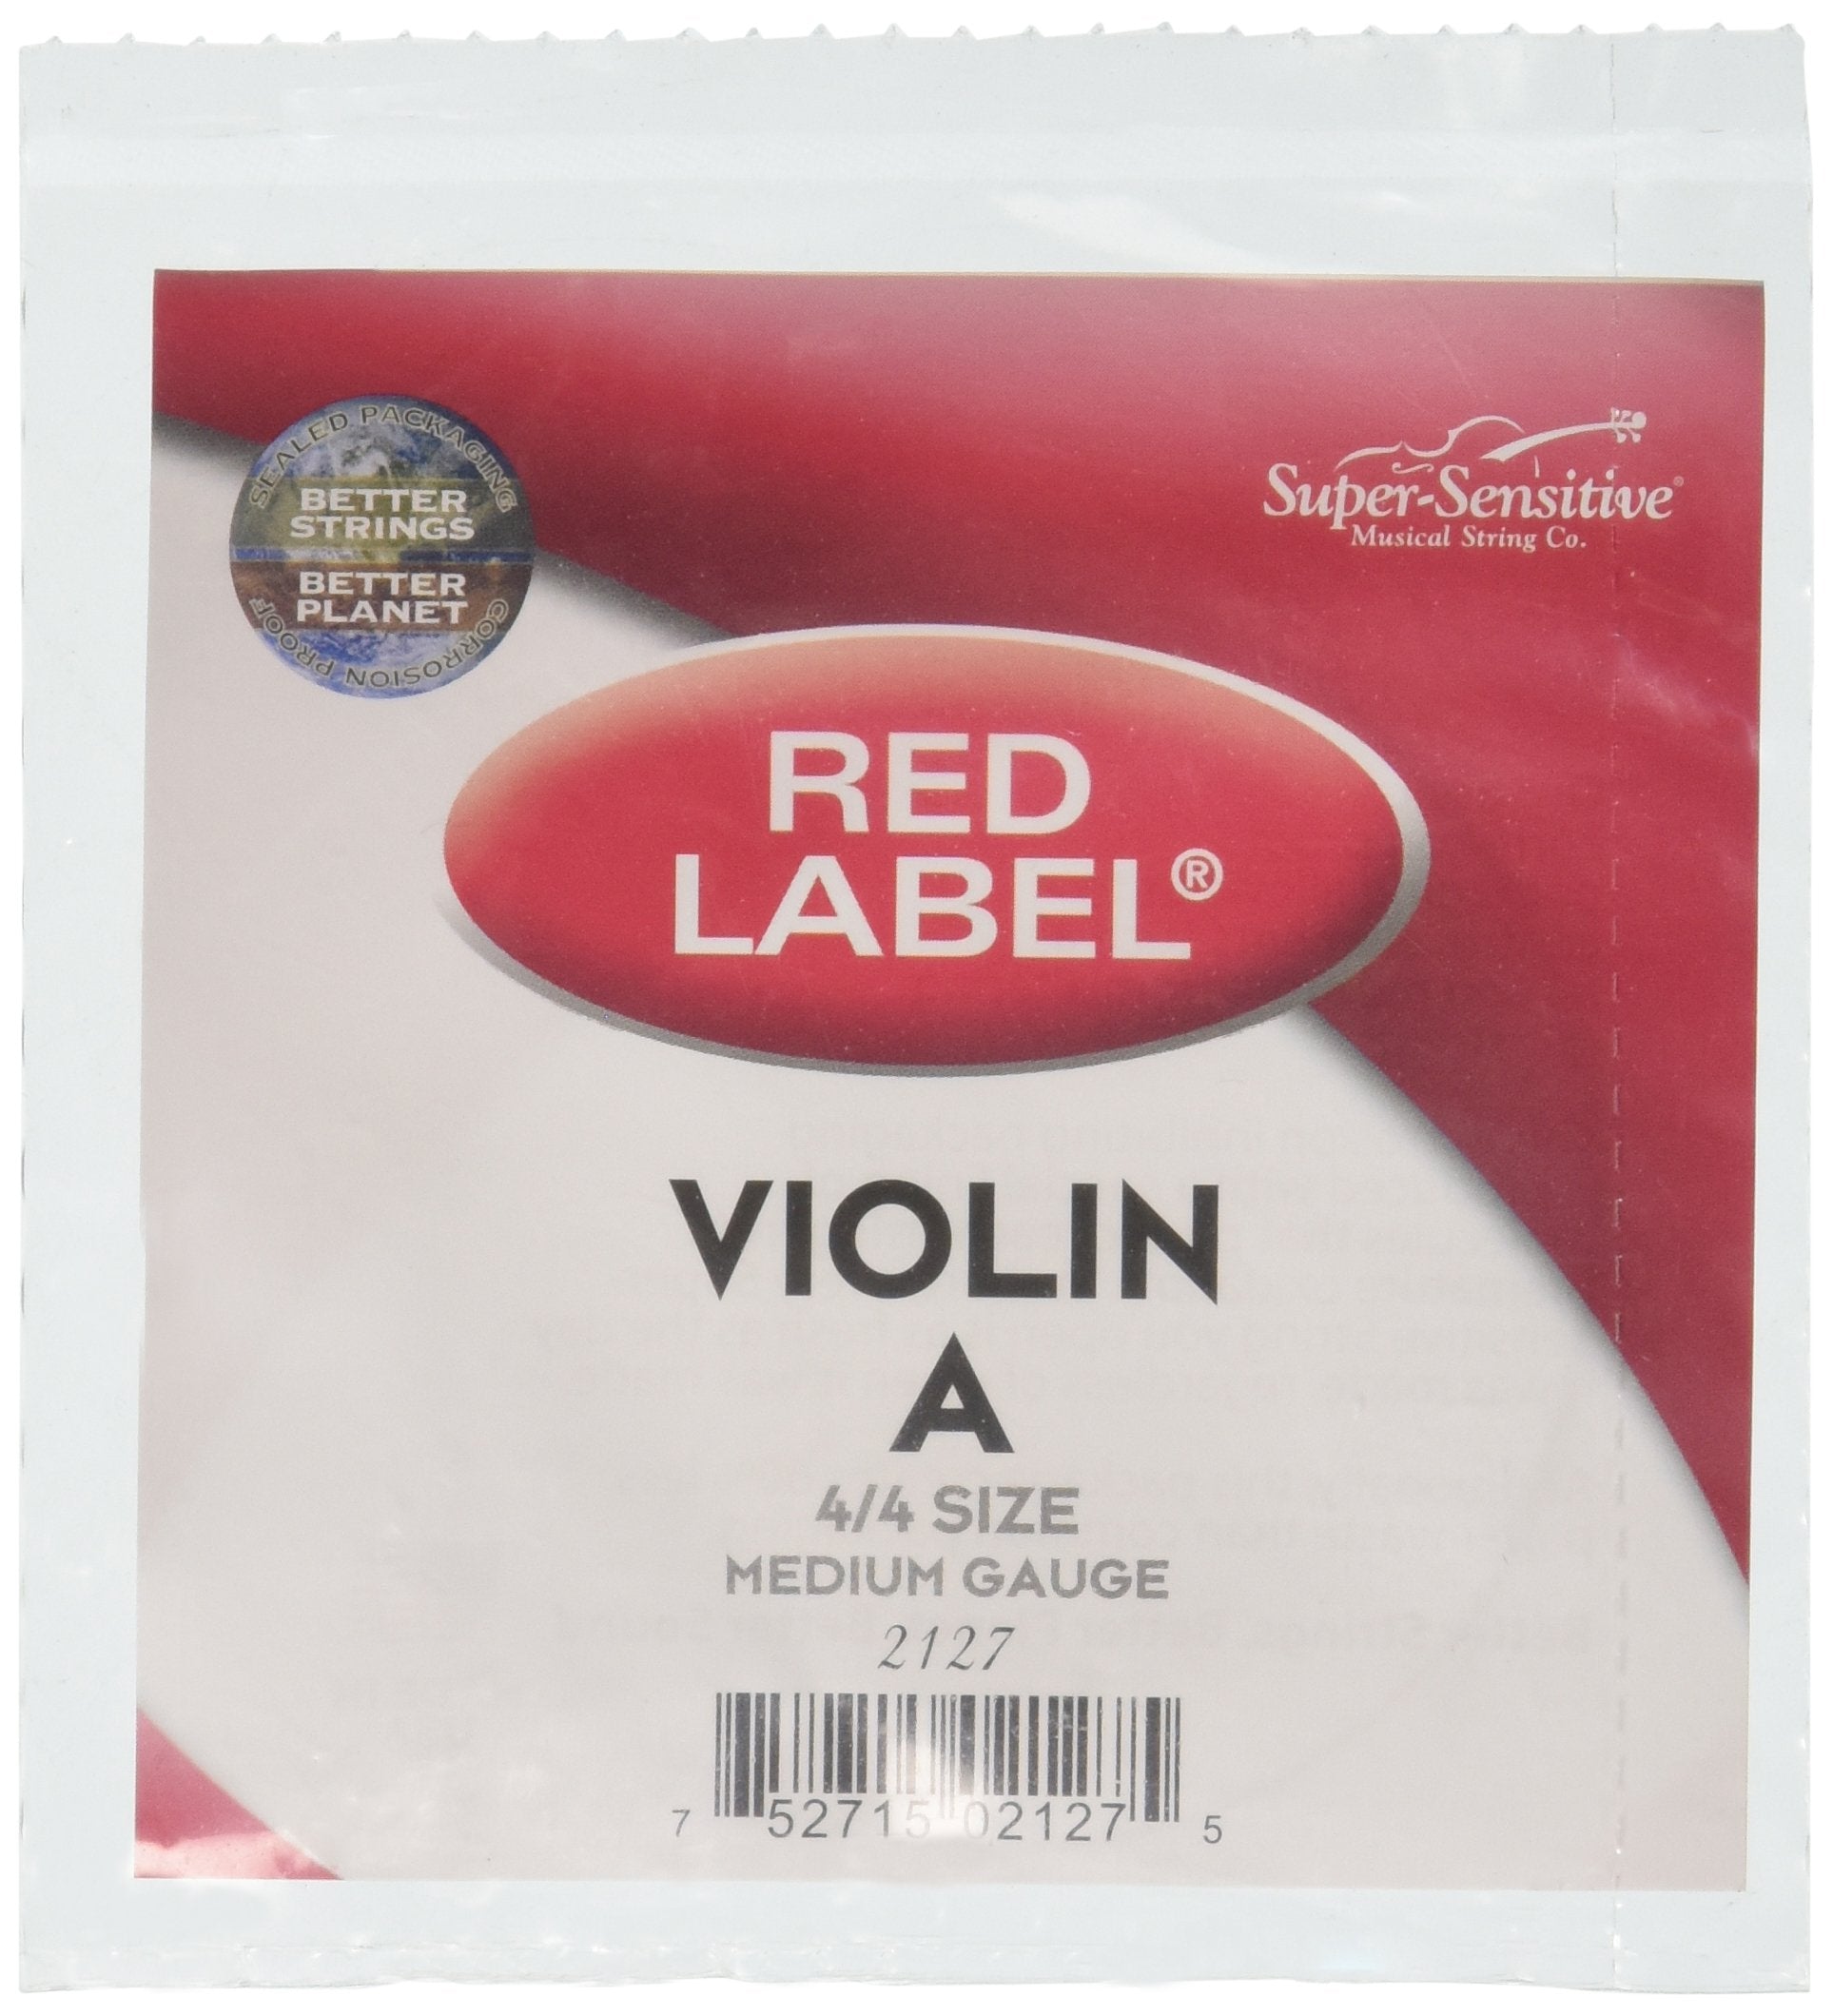 SEALED PACKAGING
BETTER
STRINGS
BETTER
PLANET
CORROSION PROOF
Super-Sensitive®
Musical String Co.
RED
LABEL®
VIOLIN
A
4/4 SIZE
MEDIUM GAUGE
2127
7 52715 02127 5